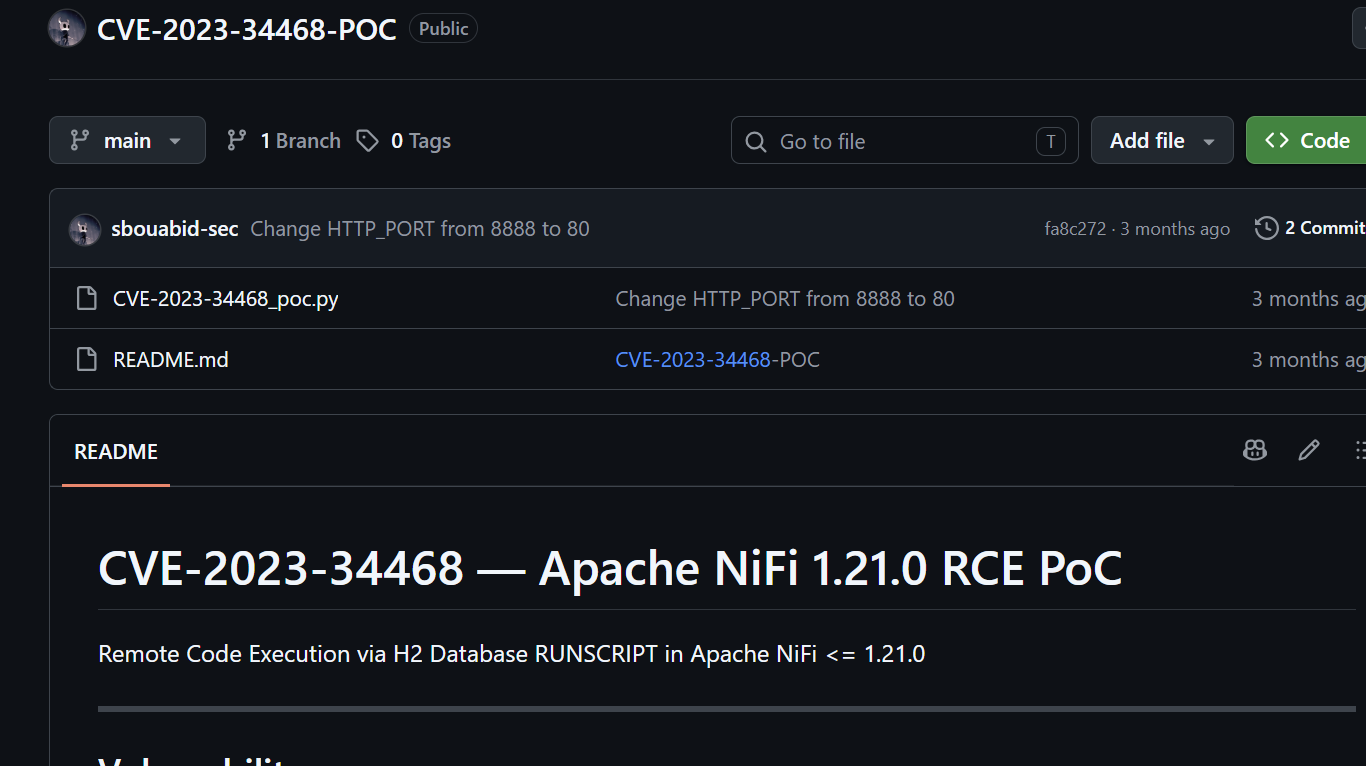 CVE-2023-34468-POC Public
main 1 Branch 0 Tags Go to file T Add file Code
sbouabid-sec Change HTTP_PORT from 8888 to 80 fa8c272 · 3 months ago 2 Commit
CVE-2023-34468_poc.py Change HTTP_PORT from 8888 to 80 3 months ag
README.md CVE-2023-34468-POC 3 months ag
README
CVE-2023-34468 — Apache NiFi 1.21.0 RCE PoC
Remote Code Execution via H2 Database RUNSCRIPT in Apache NiFi <= 1.21.0